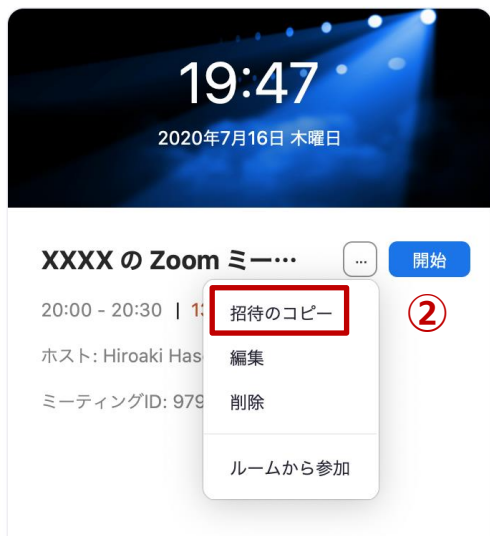 19:47
2020年7月16日 木曜日
XXXX の Zoom ミー…
...
開始
20:00 - 20:30 | 1
招待のコピー
②
ホスト: Hiroaki Has
編集
ミーティングID: 979
削除
ルームから参加